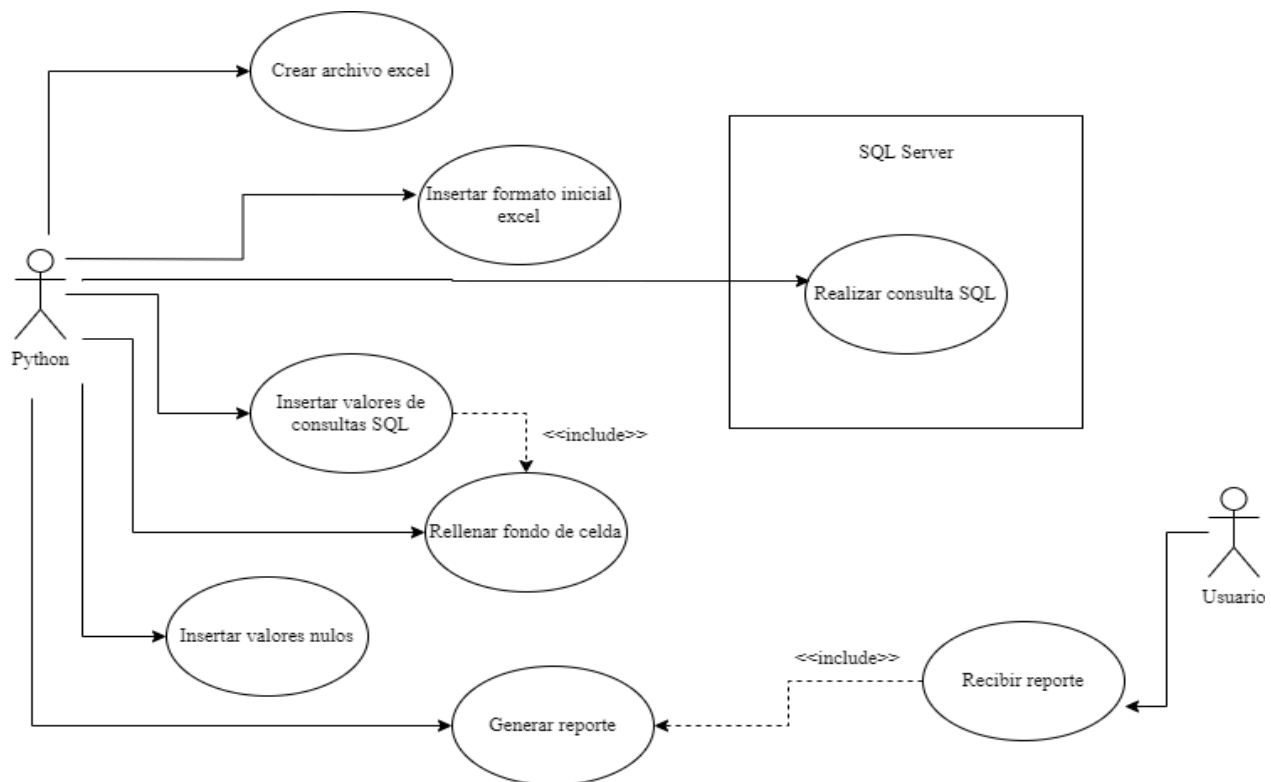 Crear archivo excel
SQL Server
Insertar formato inicial
excel
Realizar consulta SQL
Python
Insertar valores de
consultas SQL
<<include>>
Rellenar fondo de celda
Usuario
Insertar valores nulos
<<include>>
Recibir reporte
Generar reporte